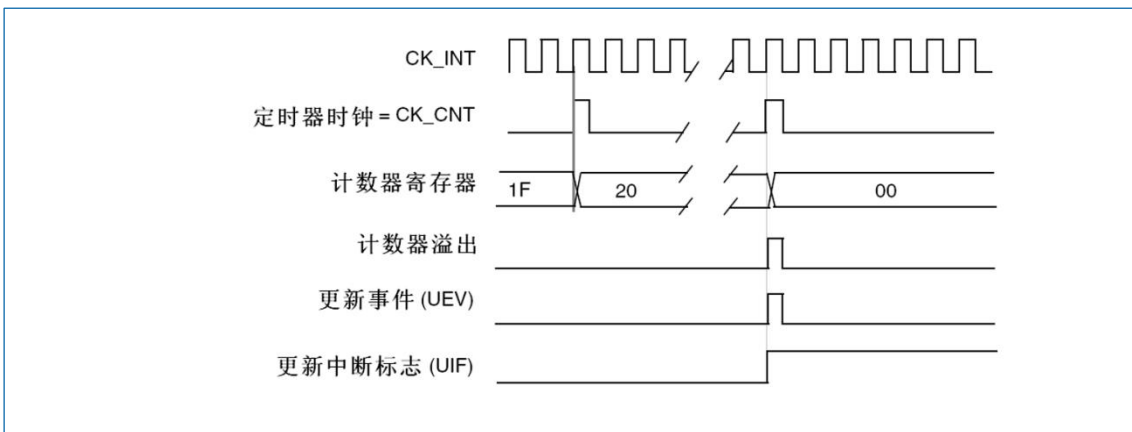 CK_INT
定时器时钟 = CK_CNT
计数器寄存器 1F 20 00
计数器溢出
更新事件 (UEV)
更新中断标志 (UIF)